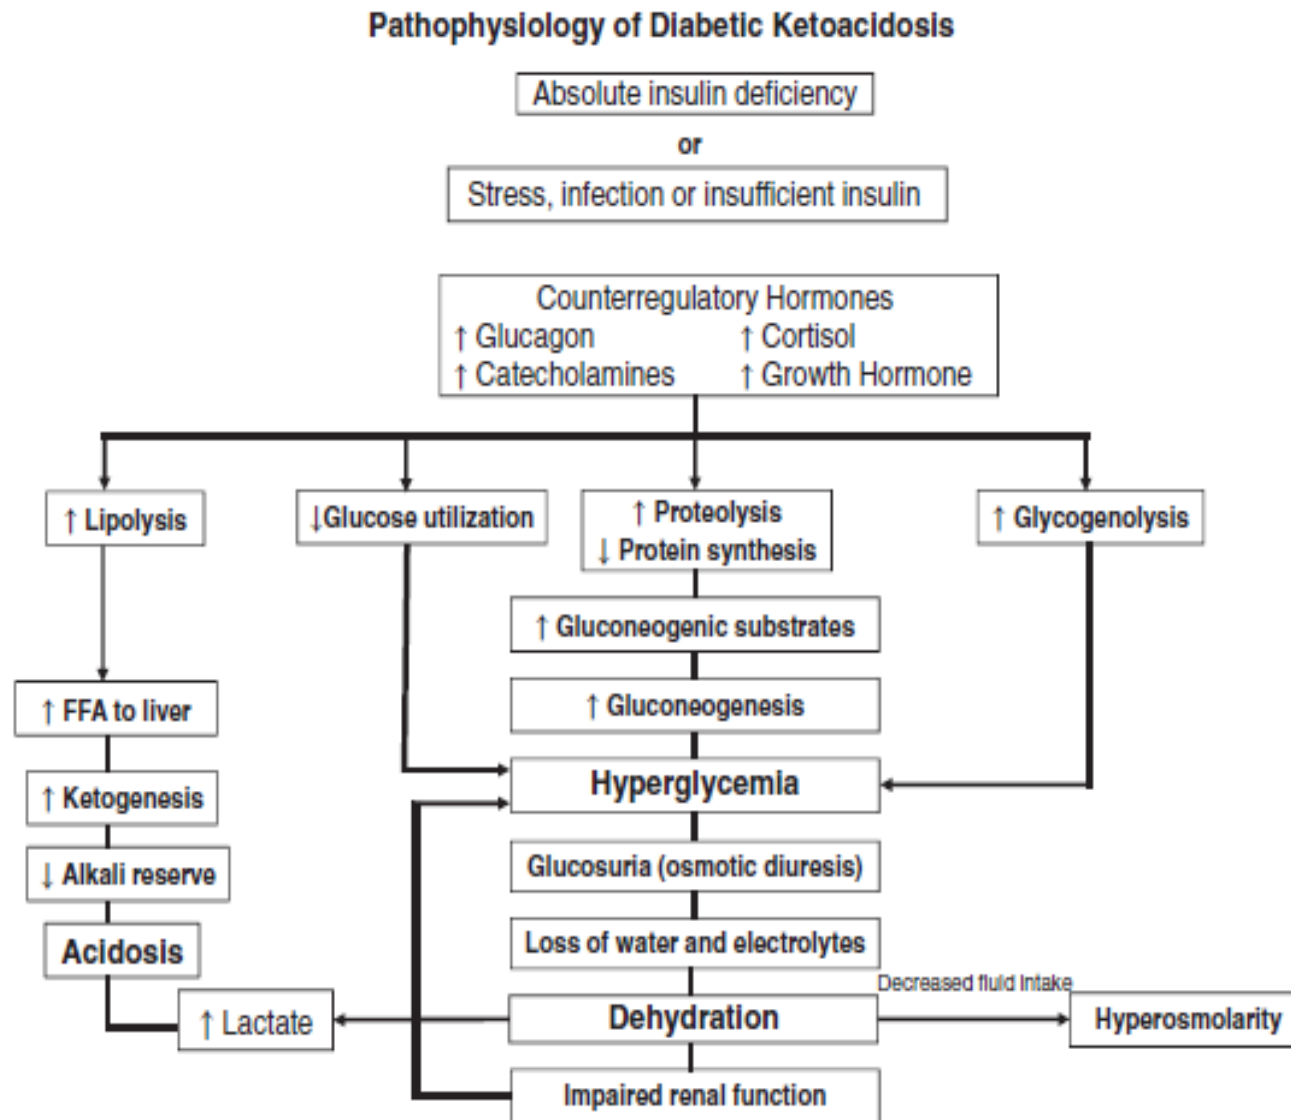 Pathophysiology of Diabetic Ketoacidosis
Absolute insulin deficiency
or
Stress, infection or insufficient insulin
Counterregulatory Hormones
↑ Glucagon ↑ Cortisol
↑ Catecholamines ↑ Growth Hormone
↑ Lipolysis
↓Glucose utilization
↑ Proteolysis
↓ Protein synthesis
↑ Glycogenolysis
↑ Gluconeogenic substrates
↑ FFA to liver
↑ Gluconeogenesis
Hyperglycemia
↑ Ketogenesis
Glucosuria (osmotic diuresis)
↓ Alkali reserve
Loss of water and electrolytes
Acidosis
Decreased fluid Intake
↑ Lactate
Dehydration
Hyperosmolarity
Impaired renal function